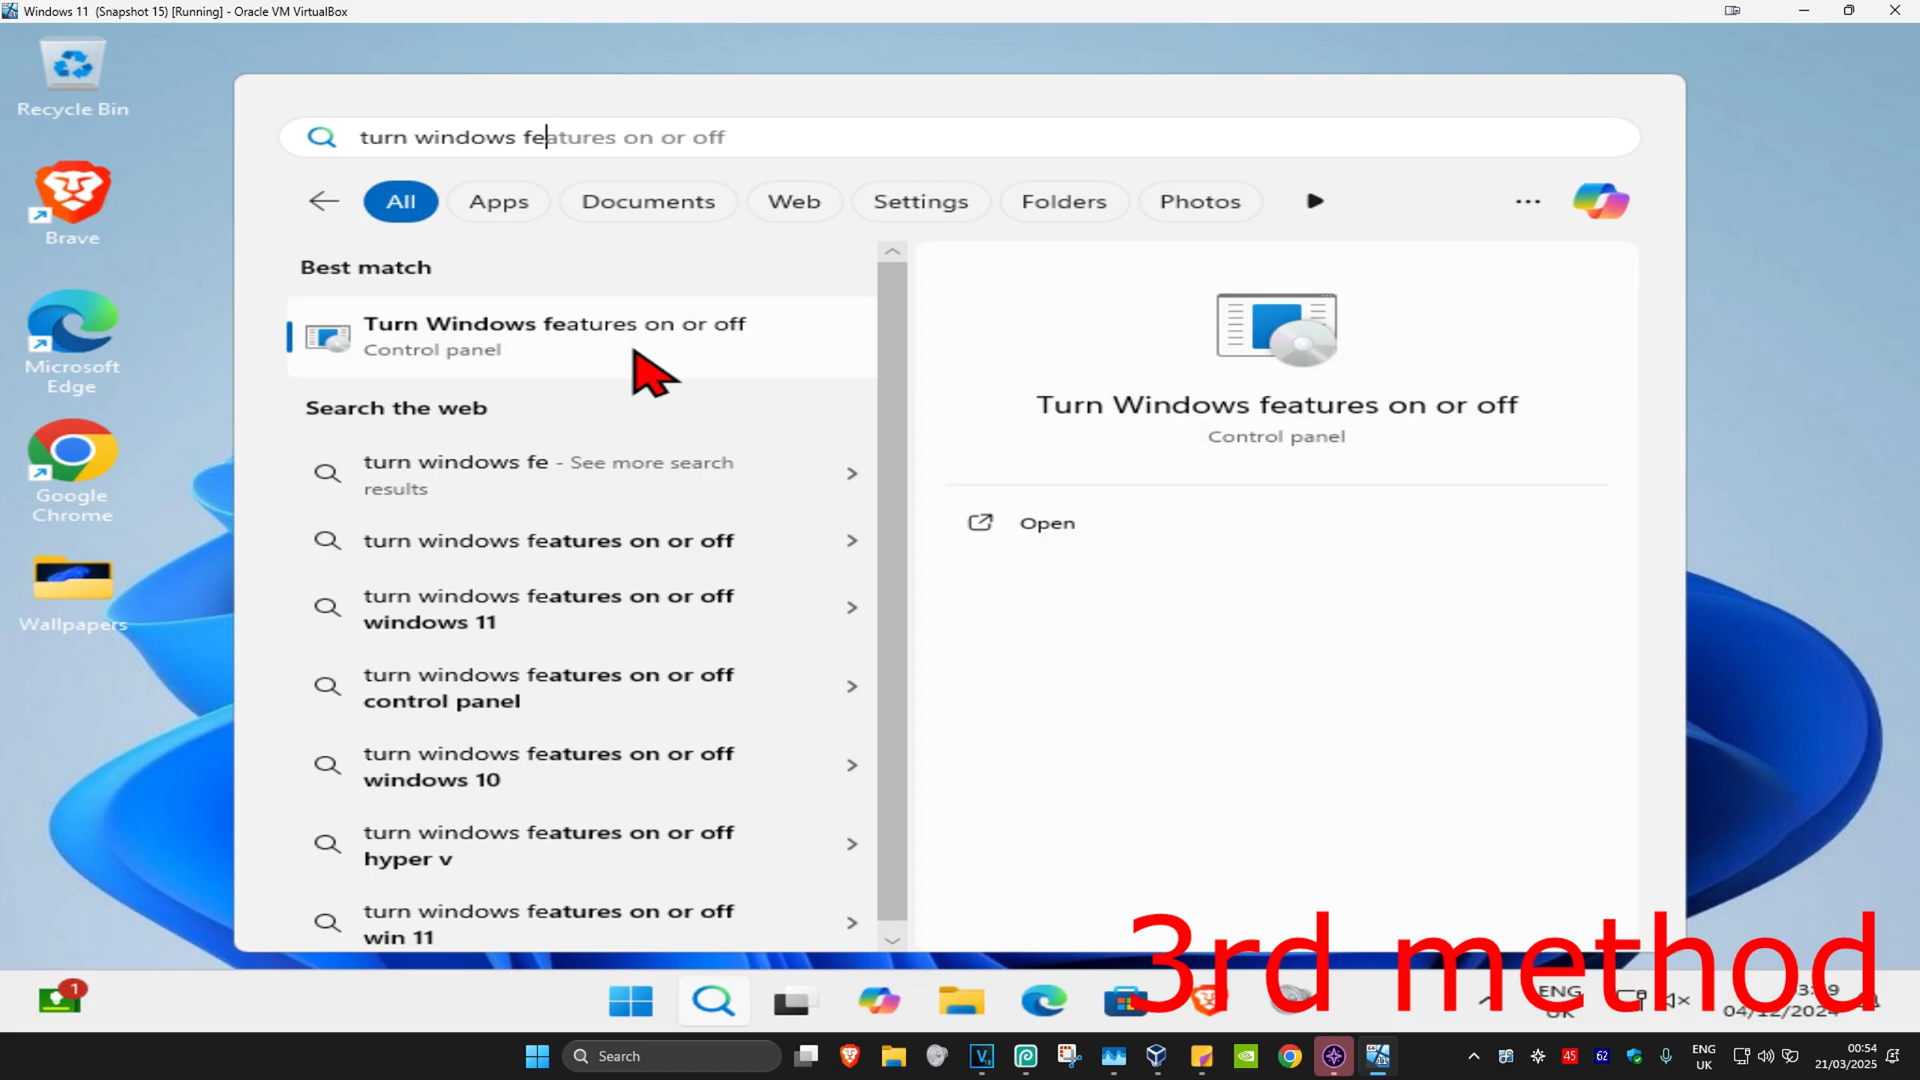 Windows 11 (Snapshot 15) [Running] - Oracle VM VirtualBox
Recycle Bin
Brave
Microsoft
Edge
Google
Chrome
Wallpapers
turn windows features on or off
All
Apps
Documents
Web
Settings
Folders
Photos
Best match
Turn Windows features on or off
Control panel
Search the web
turn windows fe - See more search
results
turn windows features on or off
turn windows features on or off
windows 11
turn windows features on or off
control panel
turn windows features on or off
windows 10
turn windows features on or off
hyper v
turn windows features on or off
win 11
Turn Windows features on or off
Control panel
Open
3rd method
1
ENG
UK
04/12/2024
Search
45
62
ENG
UK
00:54
21/03/2025